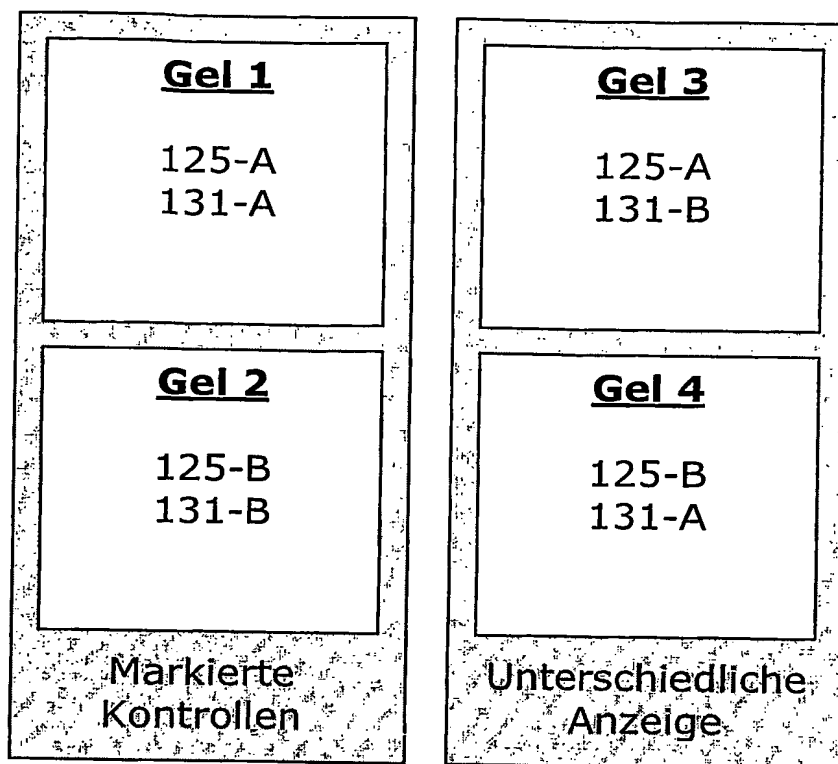 Gel 1
125-A
131-A
Gel 2
125-B
131-B
Markierte
Kontrollen
Gel 3
125-A
131-B
Gel 4
125-B
131-A
Unterschiedliche
Anzeige